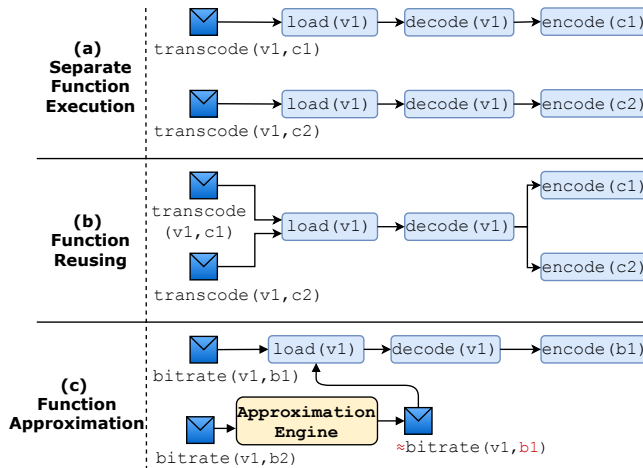 (a)
Separate
Function
Execution
load(v1)
decode(v1)
encode(c1)
transcode(v1,c1)
load(v1)
decode(v1)
encode(c2)
transcode(v1,c2)
(b)
Function
Reusing
transcode
(v1,c1)
load(v1)
decode(v1)
encode(c1)
encode(c2)
transcode(v1,c2)
(c)
Function
Approximation
load(v1)
decode(v1)
encode(b1)
bitrate(v1,b1)
Approximation
Engine
bitrate(v1,b2)
≈bitrate(v1,b1)